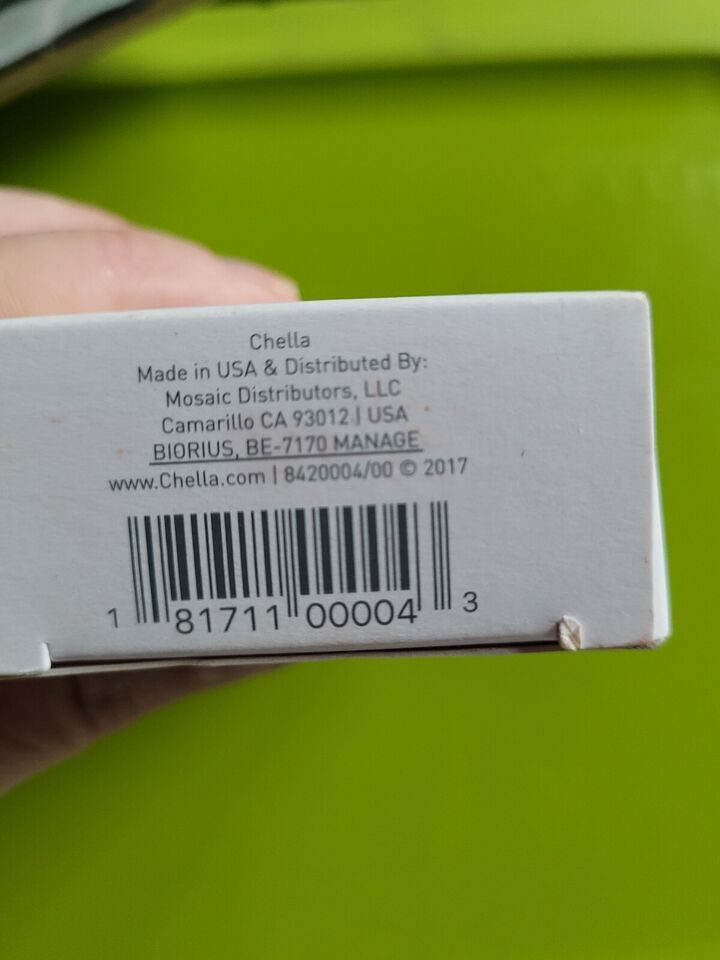 Chella
Made in USA & Distributed By:
Mosaic Distributors, LLC
Camarillo CA 93012 | USA
BIORIUS, BE-7170 MANAGE
www.Chella.com | 8420004/00 © 2017
1 81711 00004 3